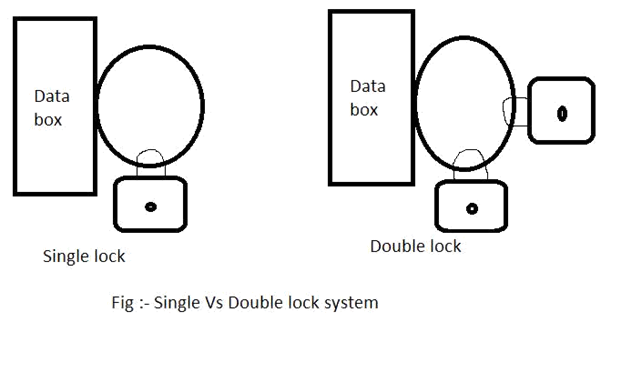 Data
box
Single lock
Data
box
Double lock
Fig :- Single Vs Double lock system